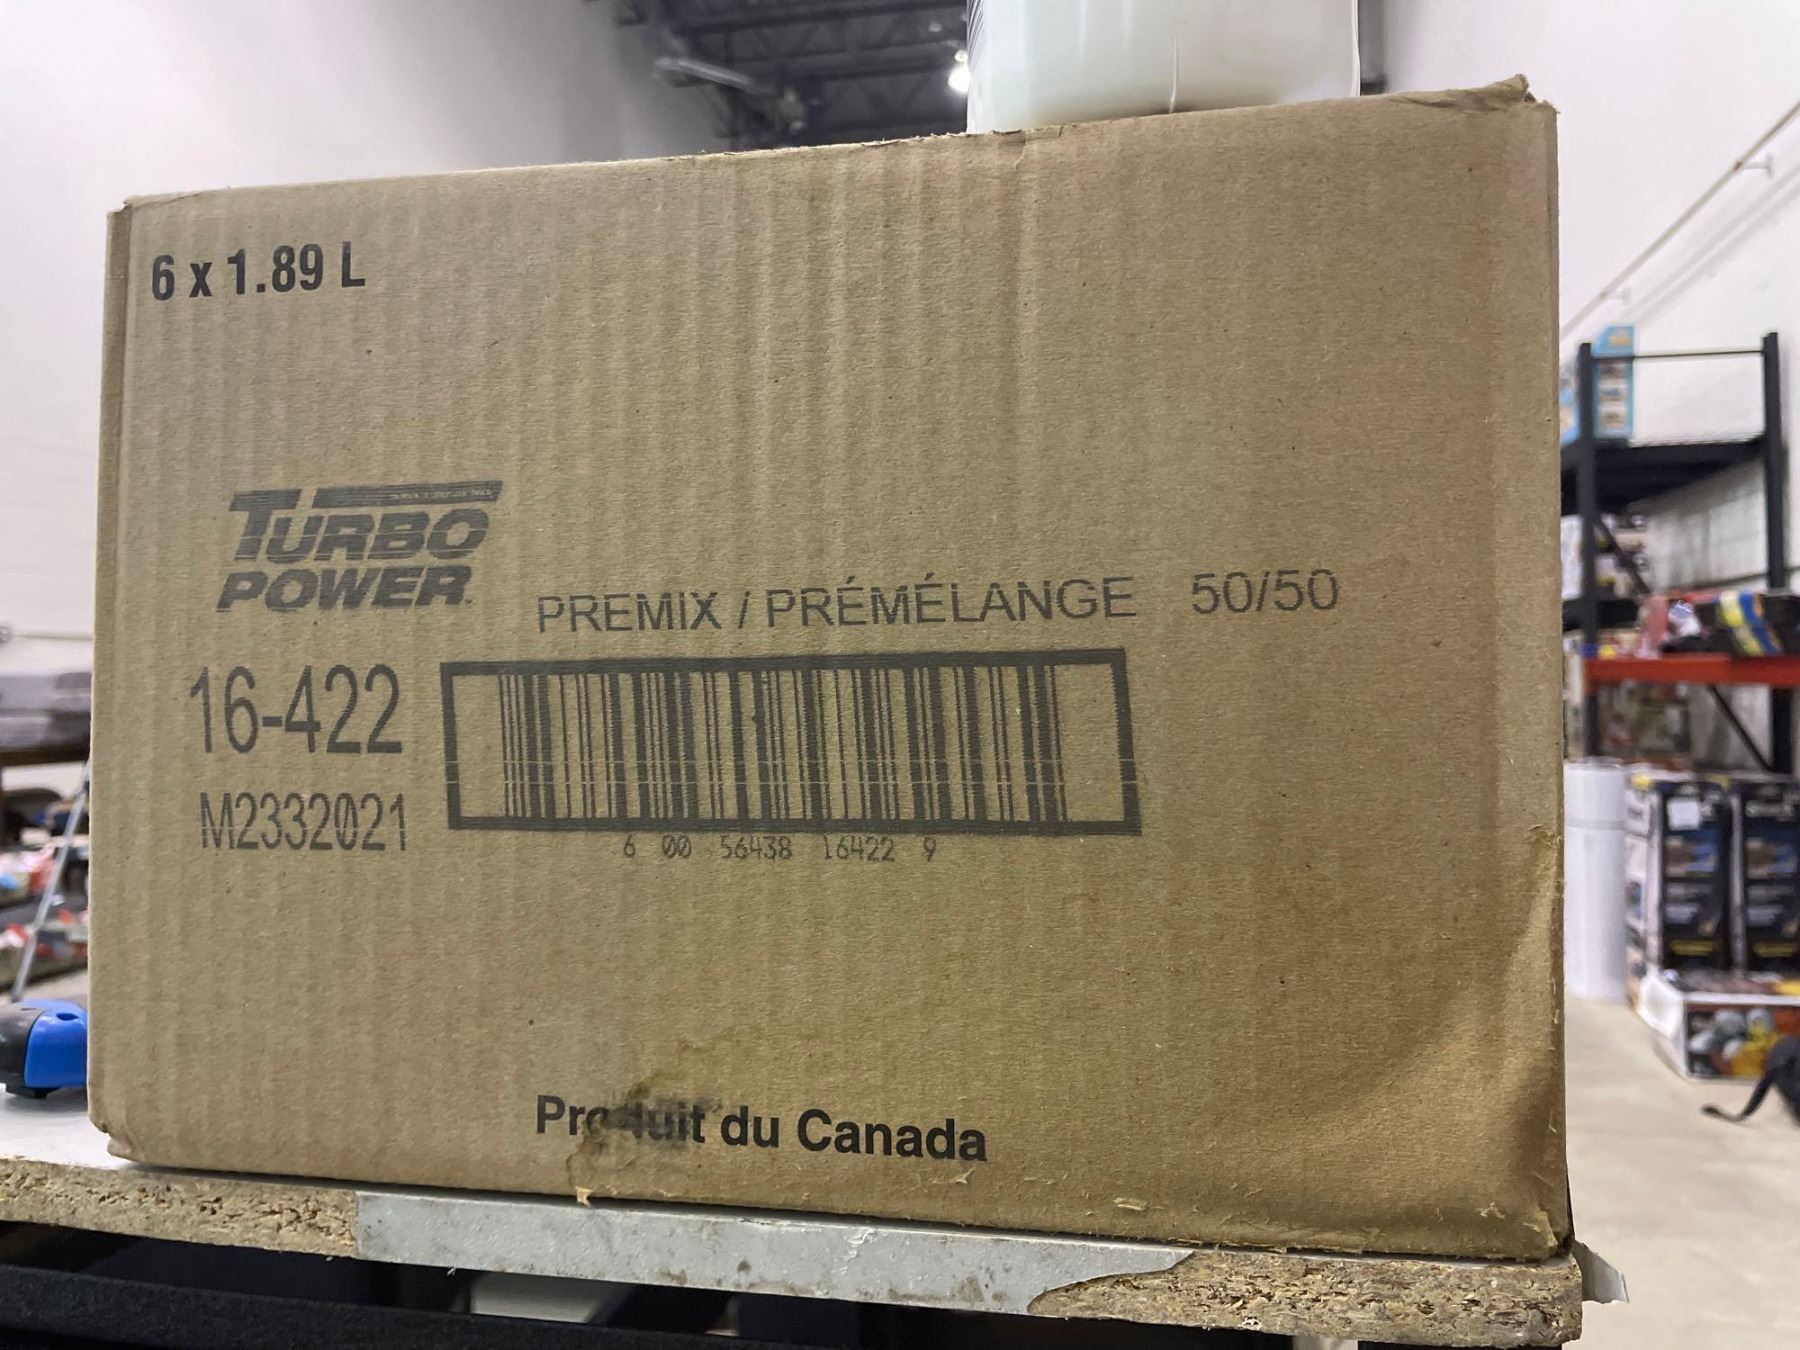 6 x 1.89 L
TURBO
POWER
PREMIX / PRÉMÉLANGE 50/50
16-422
M2332021
6 00 56438 16422 9
Produit du Canada